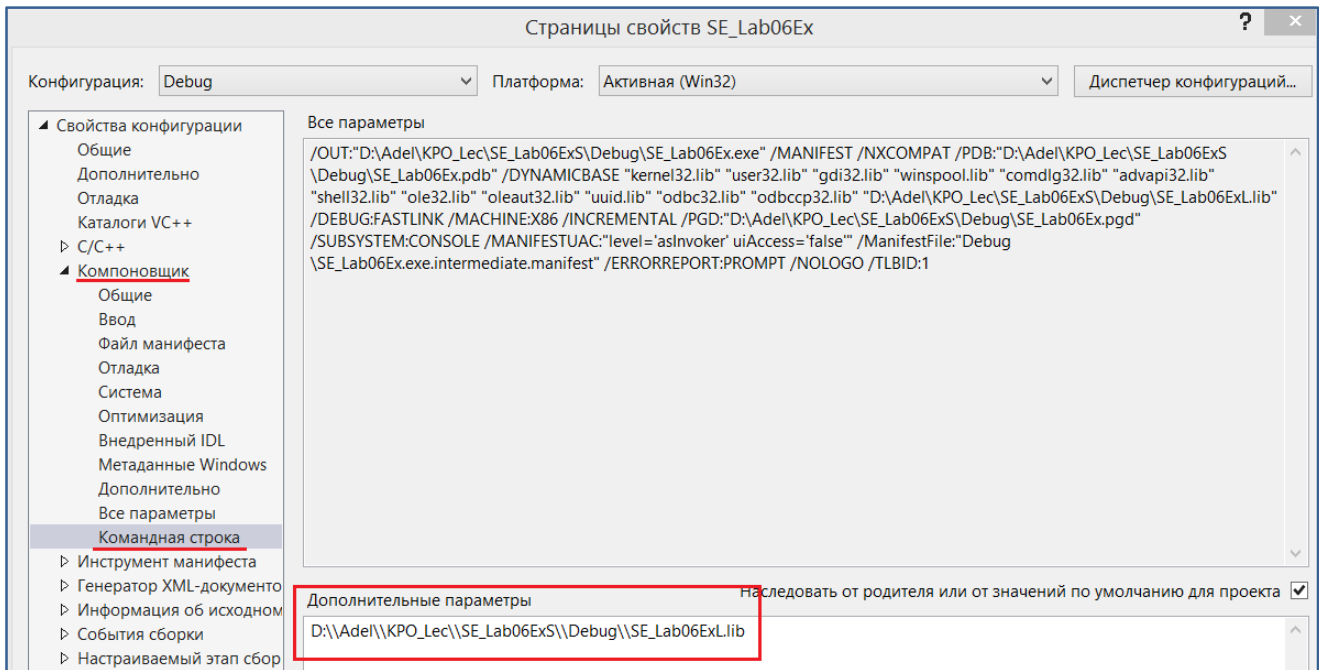 Страницы свойств SE_Lab06Ex
? ×
Конфигурация: Debug Платформа: Активная (Win32) Диспетчер конфигураций...
Свойства конфигурации
Общие
Дополнительно
Отладка
Каталоги VC++
C/C++
Компоновщик
Общие
Ввод
Файл манифеста
Отладка
Система
Оптимизация
Внедренный IDL
Метаданные Windows
Дополнительно
Все параметры
Командная строка
Инструмент манифеста
Генератор XML-документо
Информация об исходном
События сборки
Настраиваемый этап сбор
Все параметры
/OUT:"D:\Adel\KPO_Lec\SE_Lab06ExS\Debug\SE_Lab06Ex.exe" /MANIFEST /NXCOMPAT /PDB:"D:\Adel\KPO_Lec\SE_Lab06ExS
\Debug\SE_Lab06Ex.pdb" /DYNAMICBASE "kernel32.lib" "user32.lib" "gdi32.lib" "winspool.lib" "comdlg32.lib" "advapi32.lib"
"shell32.lib" "ole32.lib" "oleaut32.lib" "uuid.lib" "odbc32.lib" "odbccp32.lib" "D:\Adel\KPO_Lec\SE_Lab06ExS\Debug\SE_Lab06ExL.lib"
/DEBUG:FASTLINK /MACHINE:X86 /INCREMENTAL /PGD:"D:\Adel\KPO_Lec\SE_Lab06ExS\Debug\SE_Lab06Ex.pgd"
/SUBSYSTEM:CONSOLE /MANIFESTUAC:"level='asInvoker' uiAccess='false'" /ManifestFile:"Debug
\SE_Lab06Ex.exe.intermediate.manifest" /ERRORREPORT:PROMPT /NOLOGO /TLBID:1
Наследовать от родителя или от значений по умолчанию для проекта
Дополнительные параметры
D:\\Adel\\KPO_Lec\\SE_Lab06ExS\\Debug\\SE_Lab06ExL.lib